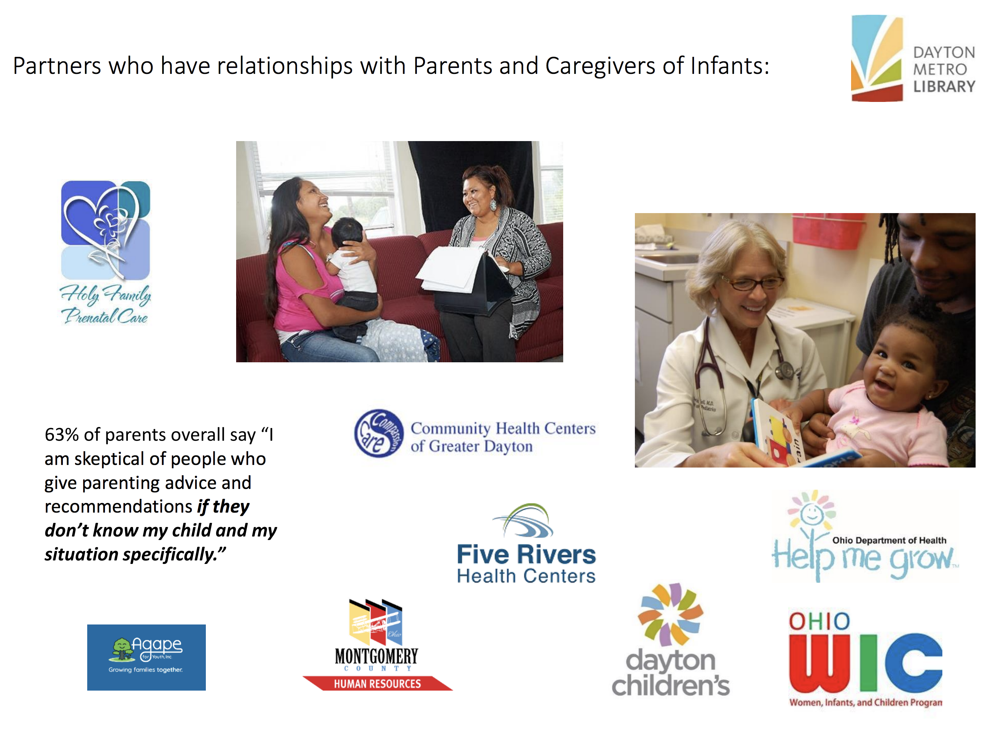 Partners who have relationships with Parents and Caregivers of Infants:
DAYTON
METRO
LIBRARY
Holy Family
Prenatal Care
M.D.
Pediatrics
63% of parents overall say “I
am skeptical of people who
give parenting advice and
recommendations if they
don’t know my child and my
situation specifically.”
Care Compassion
Community Health Centers
of Greater Dayton
Five Rivers
Health Centers
Ohio Department of Health
Help me grow™
Agape
for Youth, Inc
Growing families together.
Ohio
MONTGOMERY
COUNTY
HUMAN RESOURCES
dayton
children's
OHIO
WIC
Women, Infants, and Children Program